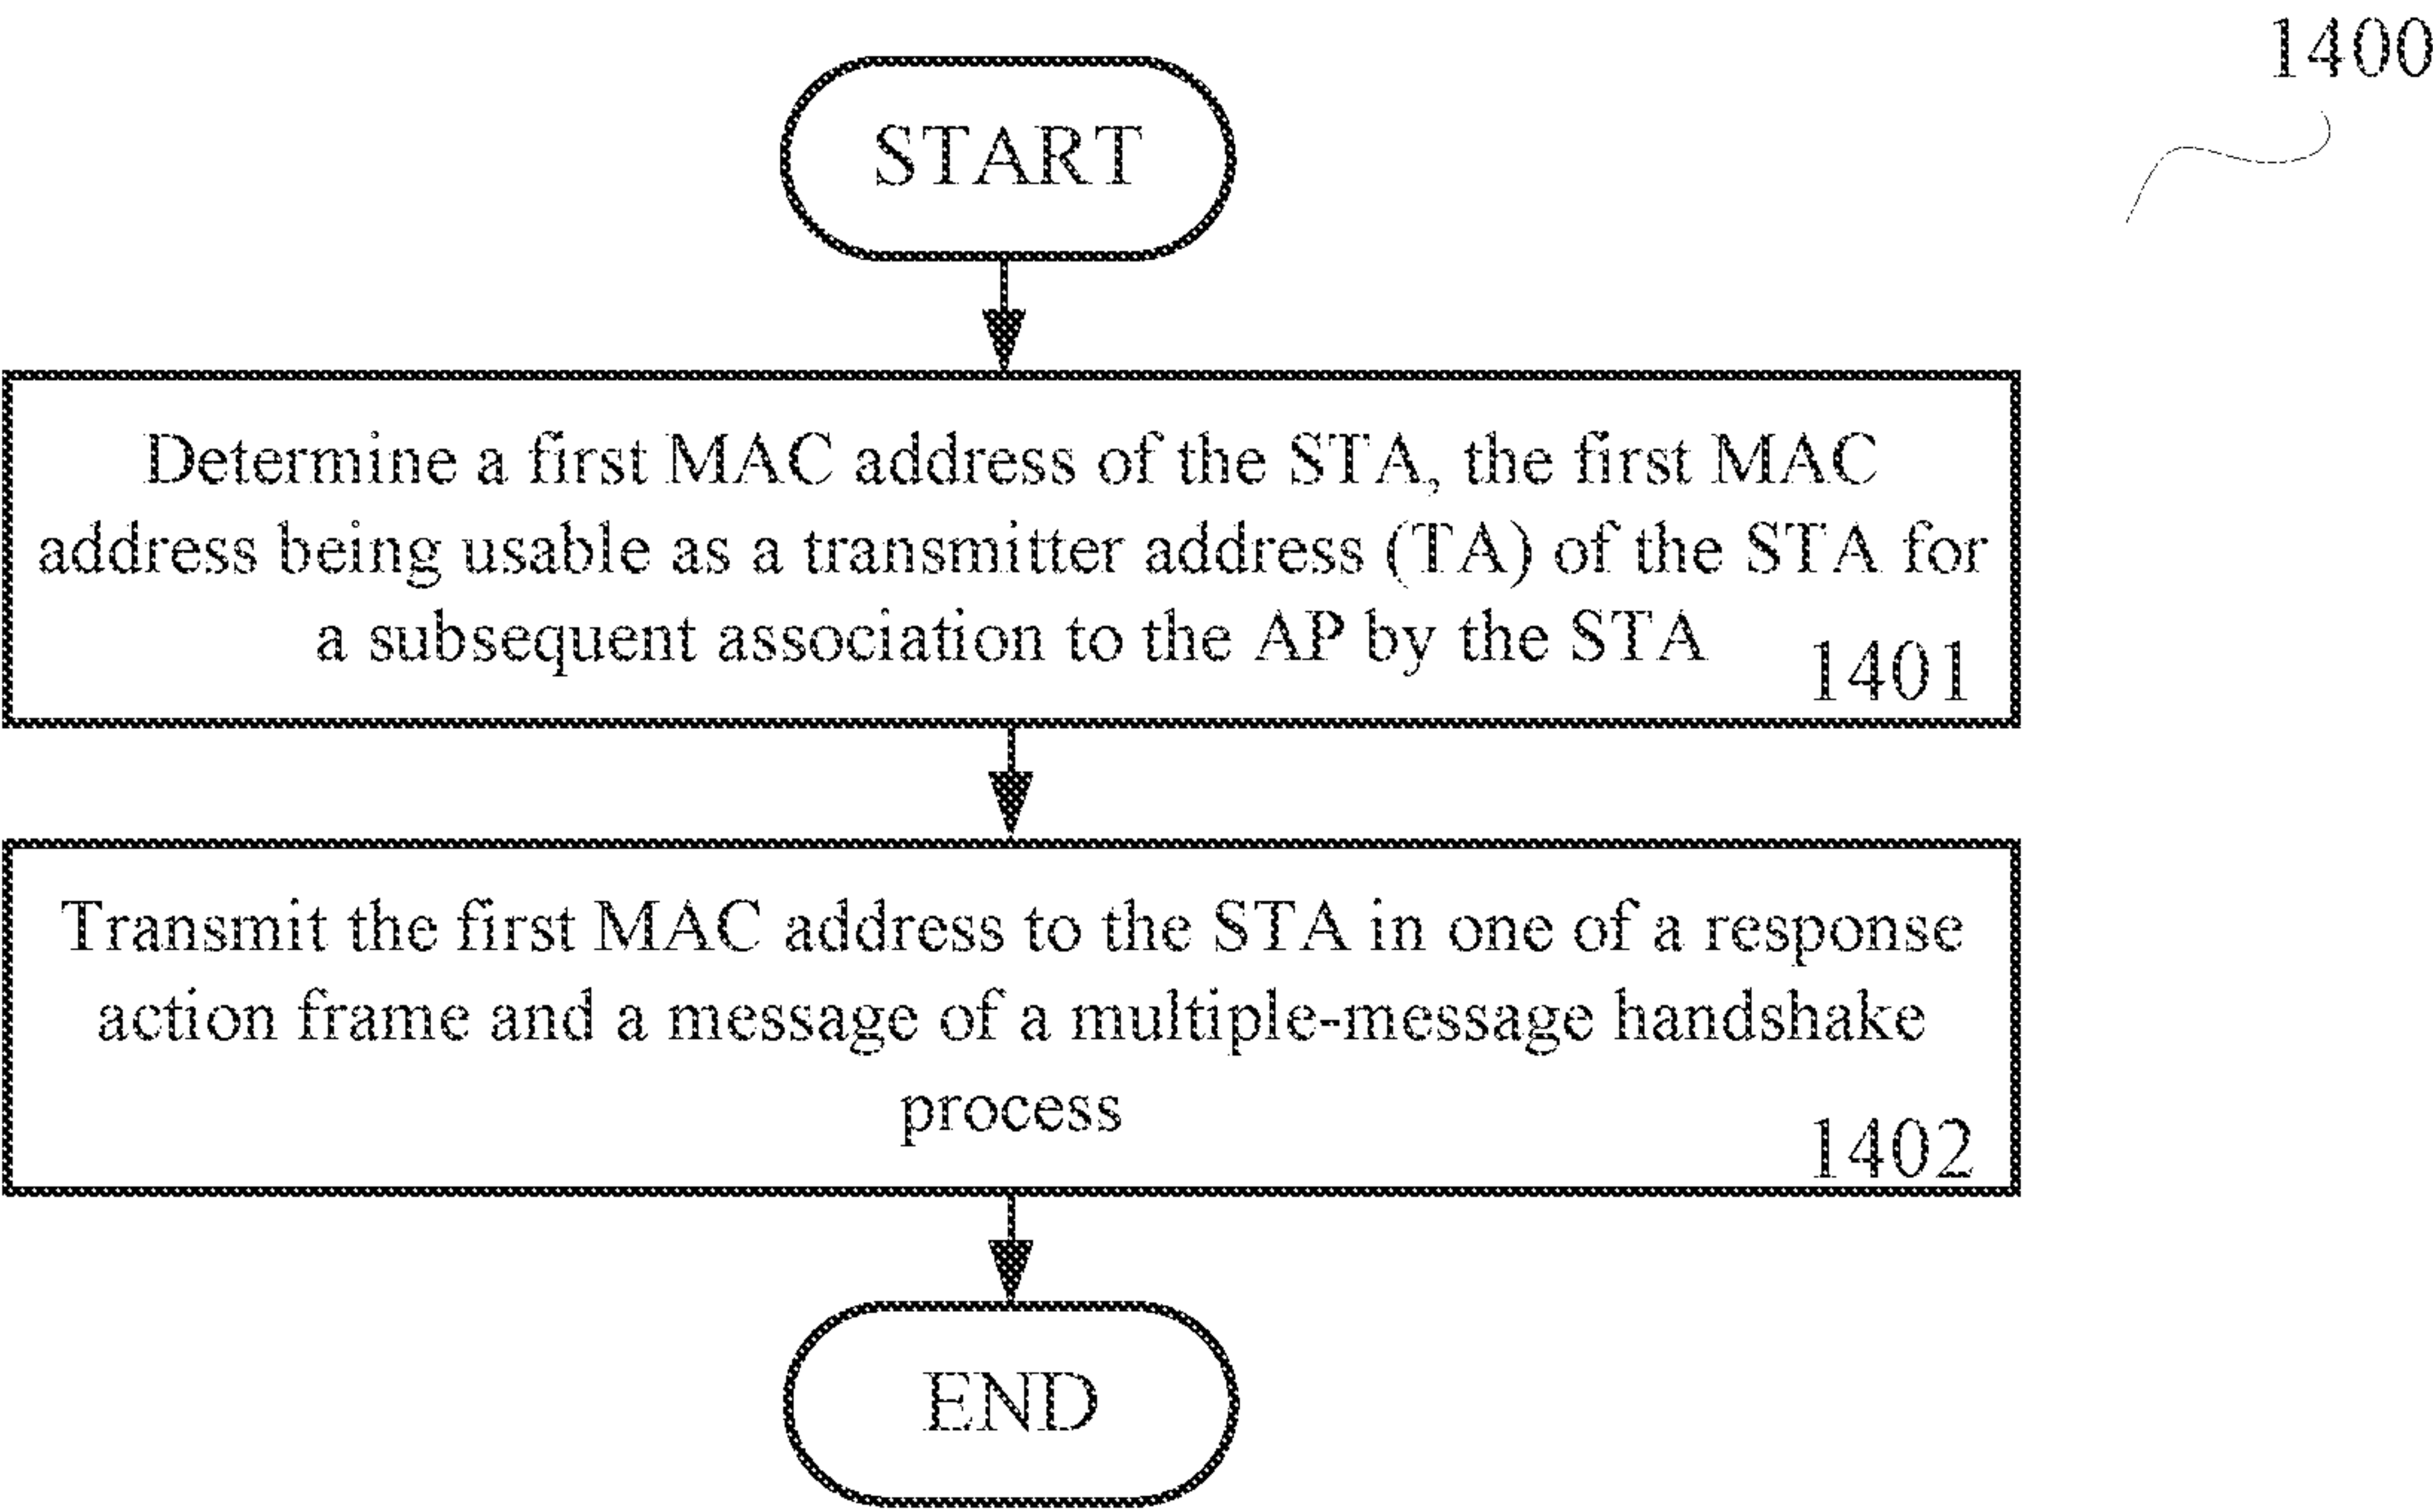 1400
START
Determine a first MAC address of the STA, the first MAC
address being usable as a transmitter address (TA) of the STA for
a subsequent association to the AP by the STA
1401
Transmit the first MAC address to the STA in one of a response
action frame and a message of a multiple-message handshake
process
1402
END